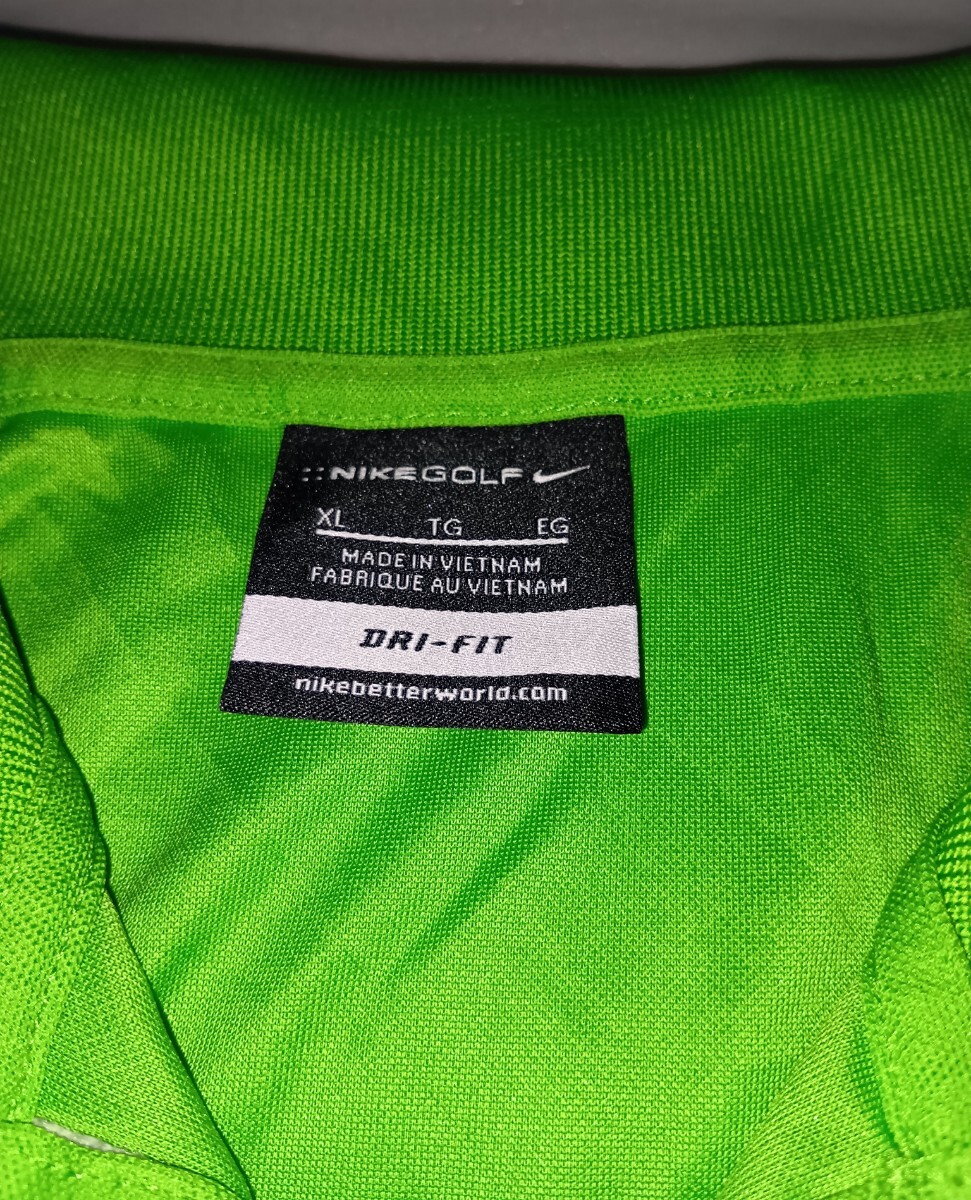 NIKEGOLF
XL TG EG
MADE IN VIETNAM
FABRIQUE AU VIETNAM
DRI-FIT
nikebetterworld.com